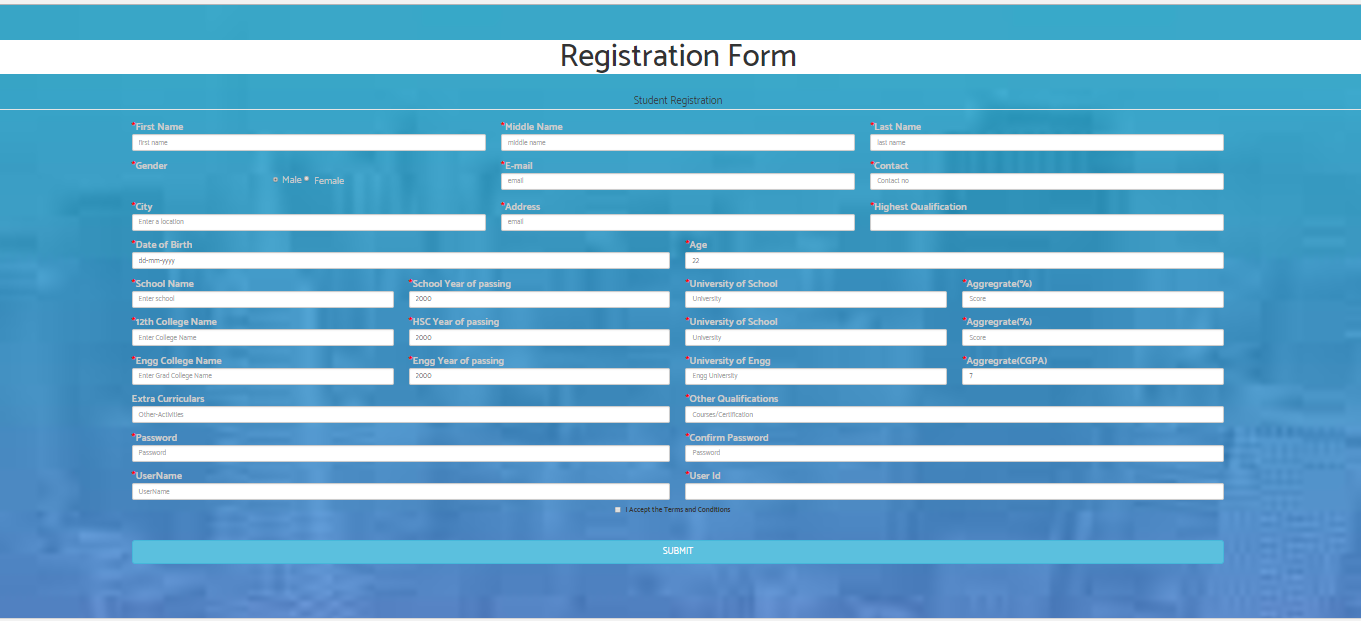 Registration Form
Student Registration
*First Name *Middle Name *Last Name
first name middle name last name
*Gender *E-mail *Contact
Male Female email Contact no
*City *Address *Highest Qualification
Enter a location email
*Date of Birth *Age
dd-mm-yyyy 22
*School Name *School Year of passing *University of School *Aggregrate(%)
Enter school 2000 University Score
*12th College Name *HSC Year of passing *University of School *Aggregrate(%)
Enter College Name 2000 University Score
*Engg College Name *Engg Year of passing *University of Engg *Aggregrate(CGPA)
Enter Grad College Name 2000 Engg University 7
Extra Curriculars *Other Qualifications
Other-Activities Courses/Certification
*Password *Confirm Password
Password Password
*UserName *User Id
UserName
I Accept the Terms and Conditions
SUBMIT